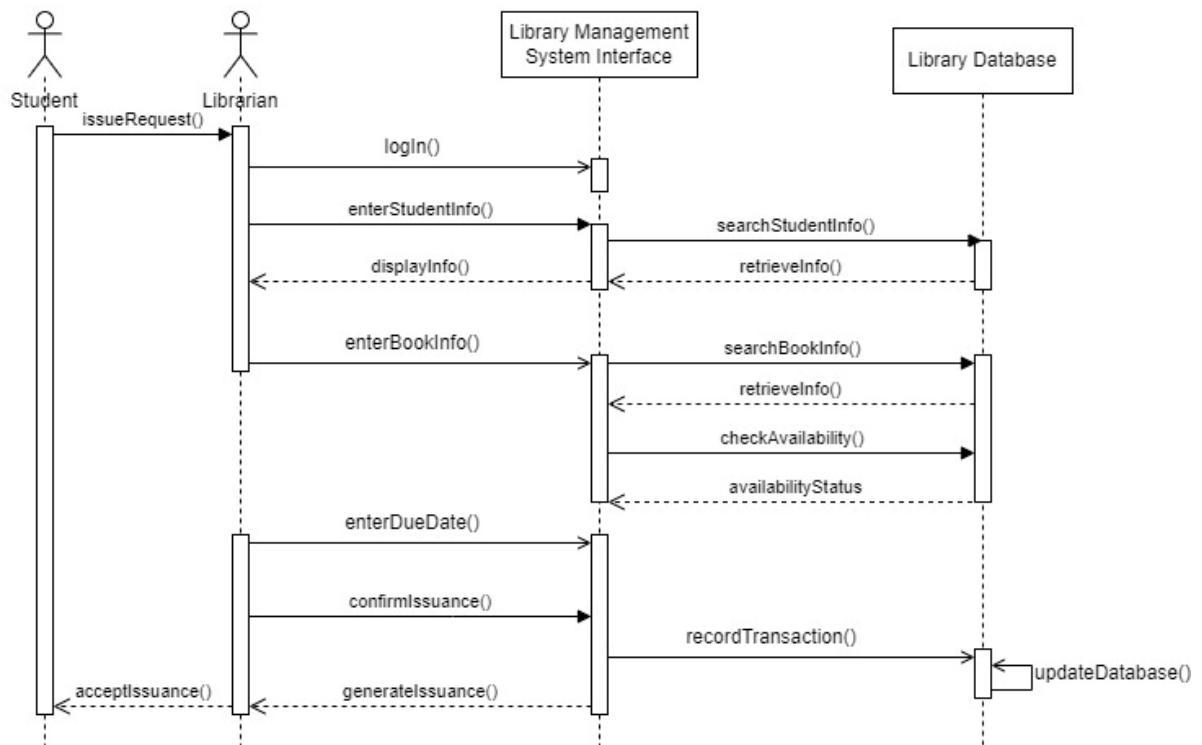 Library Management
System Interface
Library Database
Student
Librarian
issueRequest()
logIn()
enterStudentInfo()
searchStudentInfo()
displayInfo()
retrieveInfo()
enterBookInfo()
searchBookInfo()
retrieveInfo()
checkAvailability()
availabilityStatus
enterDueDate()
confirmIssuance()
recordTransaction()
updateDatabase()
acceptIssuance()
generateIssuance()